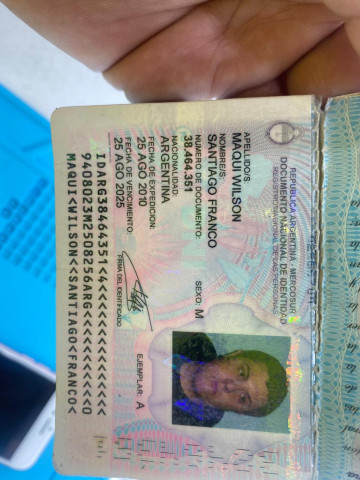 REPUBLICA ARGENTINA - MERCOSUR
DOCUMENTO NACIONAL DE IDENTIDAD
REGISTRO NACIONAL DE LAS PERSONAS
APELLIDO/S:
MAQUI WILSON
NOMBRE/S:
SANTIAGO FRANCO
NUMERO DE DOCUMENTO:
38.464.351
SEXO: M
NACIONALIDAD:
ARGENTINA
FECHA DE EXPEDICION:
25 AGO 2010
EJEMPLAR: A
FECHA DE VENCIMIENTO:
25 AGO 2025
FIRMA DEL IDENTIFICADO
IDARG38464351<4<<<<<<<<<<<<<<<
9408023M2508256ARG<<<<<<<<<<<0
MAQUI<WILSON<<SANTIAGO<FRANCO<